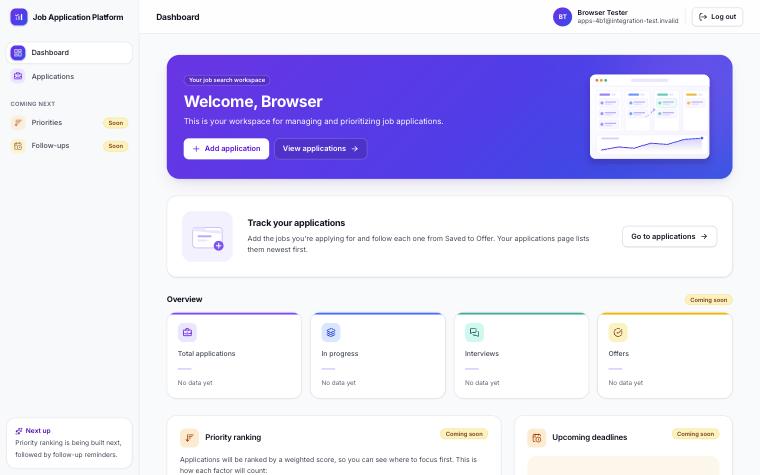 Job Application Platform
Dashboard
BT
Browser Tester
apps-4bf@integration-test.invalid
Log out
Dashboard
Applications
COMING NEXT
Priorities
Soon
Follow-ups
Soon
Your job search workspace
Welcome, Browser
This is your workspace for managing and prioritizing job applications.
Add application
View applications
Track your applications
Add the jobs you're applying for and follow each one from Saved to Offer. Your applications page lists
them newest first.
Go to applications
Overview
Coming soon
Total applications
No data yet
In progress
No data yet
Interviews
No data yet
Offers
No data yet
Priority ranking
Coming soon
Applications will be ranked by a weighted score, so you can see where to focus first. This is
how each factor will count:
Upcoming deadlines
Coming soon
Next up
Priority ranking is being built next,
followed by follow-up reminders.